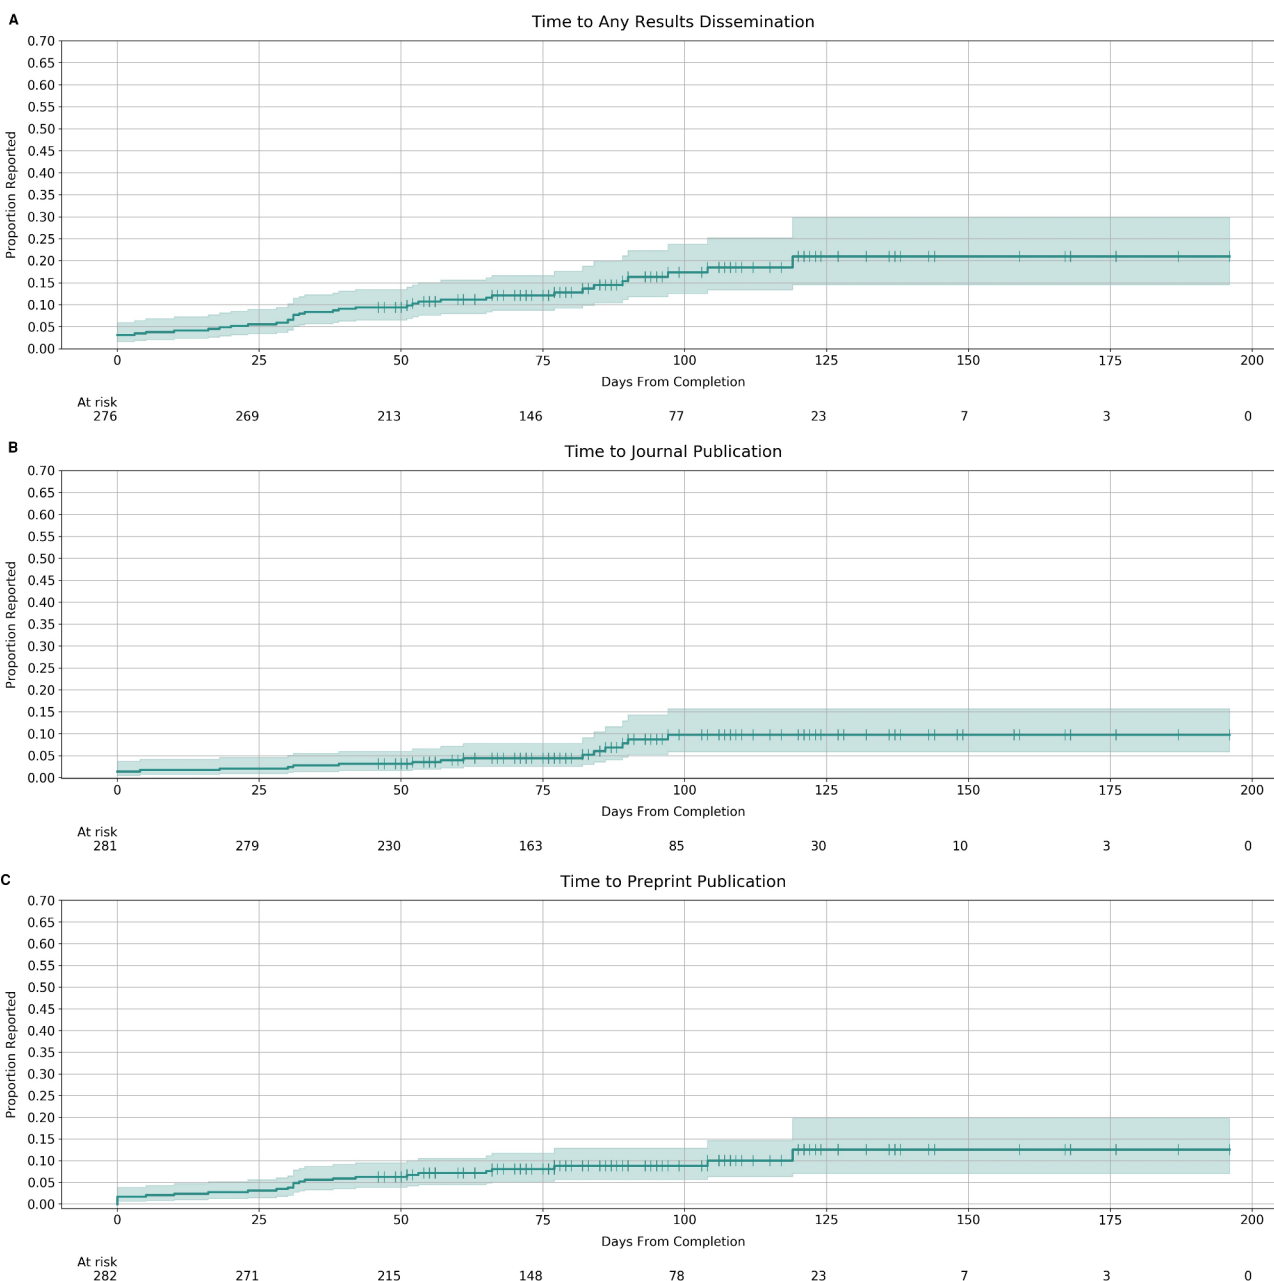 A
Time to Any Results Dissemination
0.70
0.65
0.60
0.55
0.50
0.45
0.40
0.35
0.30
0.25
0.20
0.15
0.10
0.05
0.00
Proportion Reported
0 25 50 75 100 125 150 175 200
Days From Completion
At risk
276 269 213 146 77 23 7 3 0
B
Time to Journal Publication
0.70
0.65
0.60
0.55
0.50
0.45
0.40
0.35
0.30
0.25
0.20
0.15
0.10
0.05
0.00
Proportion Reported
0 25 50 75 100 125 150 175 200
Days From Completion
At risk
281 279 230 163 85 30 10 3 0
C
Time to Preprint Publication
0.70
0.65
0.60
0.55
0.50
0.45
0.40
0.35
0.30
0.25
0.20
0.15
0.10
0.05
0.00
Proportion Reported
0 25 50 75 100 125 150 175 200
Days From Completion
At risk
282 271 215 148 78 23 7 3 0